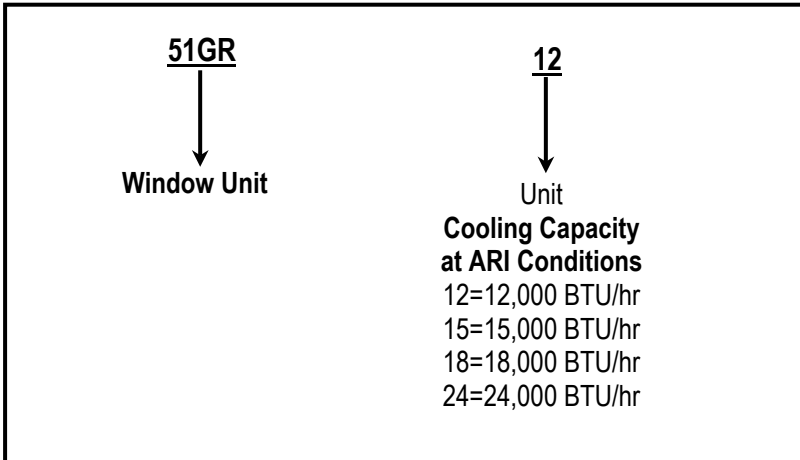 51GR
12
Window Unit
Unit
Cooling Capacity
at ARI Conditions
12=12,000 BTU/hr
15=15,000 BTU/hr
18=18,000 BTU/hr
24=24,000 BTU/hr